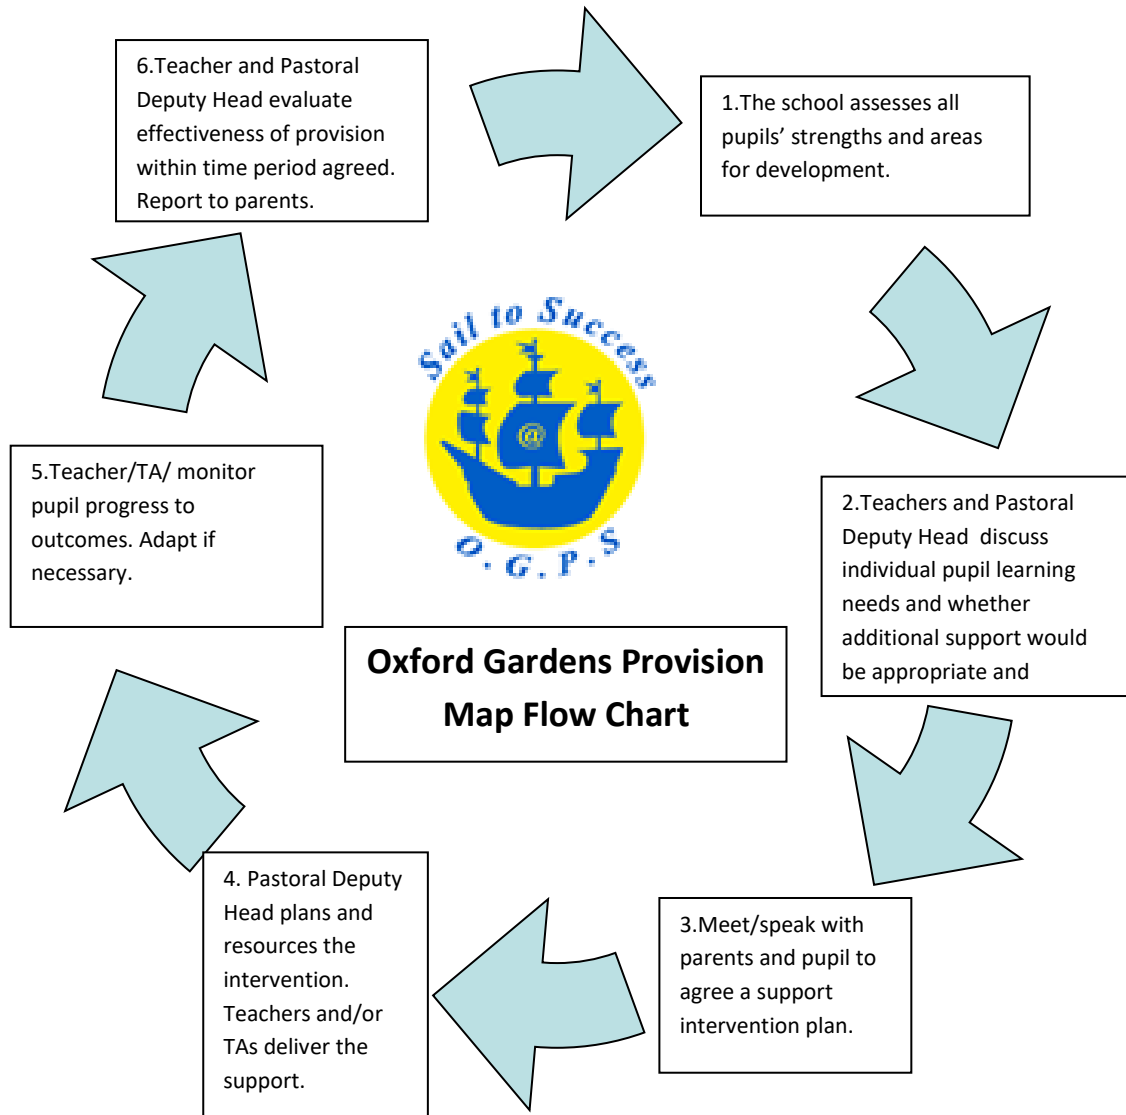 6.Teacher and Pastoral
Deputy Head evaluate
effectiveness of provision
within time period agreed.
Report to parents.
1.The school assesses all
pupils’ strengths and areas
for development.
Sail to Success
@
O.G.P.S
5.Teacher/TA/ monitor
pupil progress to
outcomes. Adapt if
necessary.
2.Teachers and Pastoral
Deputy Head  discuss
individual pupil learning
needs and whether
additional support would
be appropriate and
Oxford Gardens Provision
Map Flow Chart
4. Pastoral Deputy
Head plans and
resources the
intervention.
Teachers and/or
TAs deliver the
support.
3.Meet/speak with
parents and pupil to
agree a support
intervention plan.